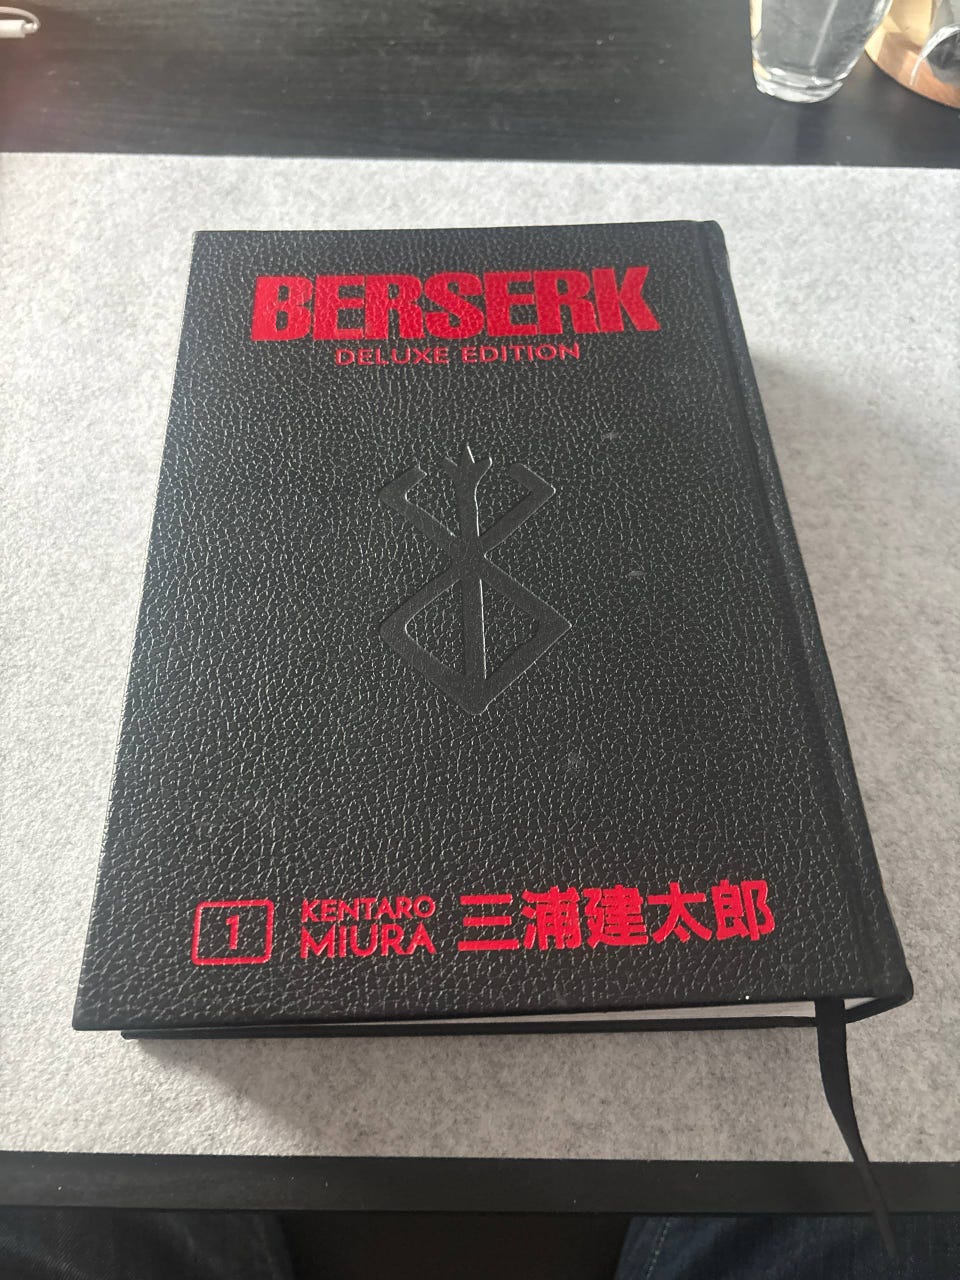 BERSERK
DELUXE EDITION
1
KENTARO
MIURA
三浦建太郎